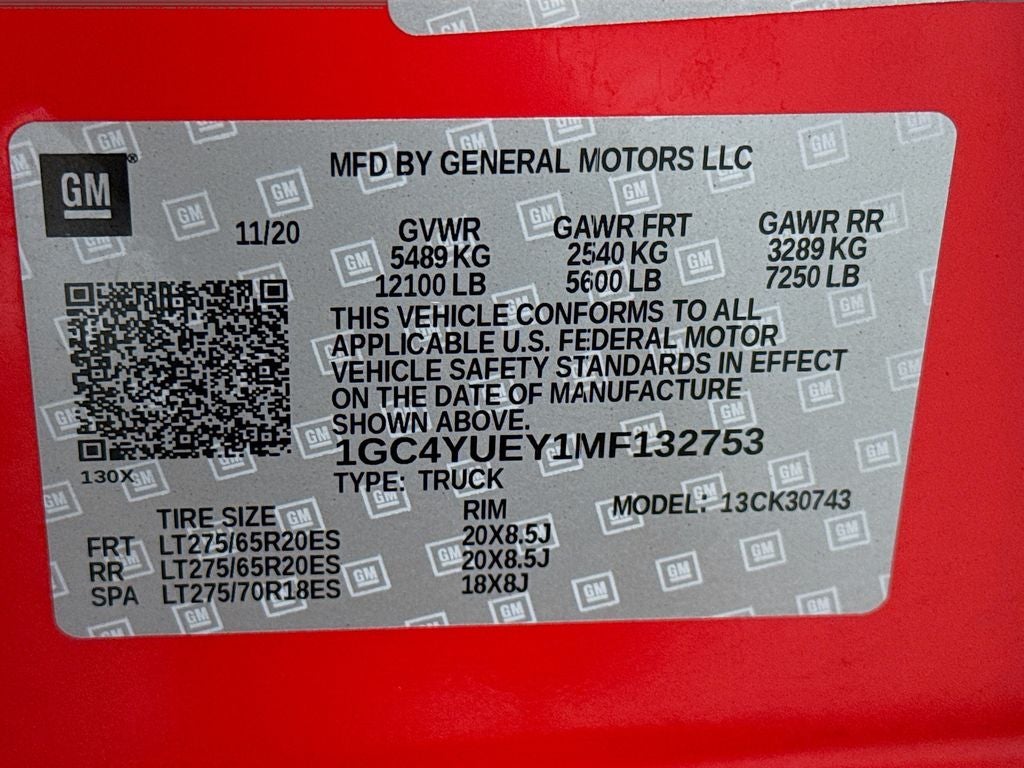 GM®
MFD BY GENERAL MOTORS LLC
11/20 GVWR GAWR FRT GAWR RR
5489 KG 2540 KG 3289 KG
12100 LB 5600 LB 7250 LB
THIS VEHICLE CONFORMS TO ALL
APPLICABLE U.S. FEDERAL MOTOR
VEHICLE SAFETY STANDARDS IN EFFECT
ON THE DATE OF MANUFACTURE
SHOWN ABOVE.
1GC4YUEY1MF132753
130X
TYPE: TRUCK
MODEL: 13CK30743
TIRE SIZE RIM
FRT LT275/65R20ES 20X8.5J
RR LT275/65R20ES 20X8.5J
SPA LT275/70R18ES 18X8J